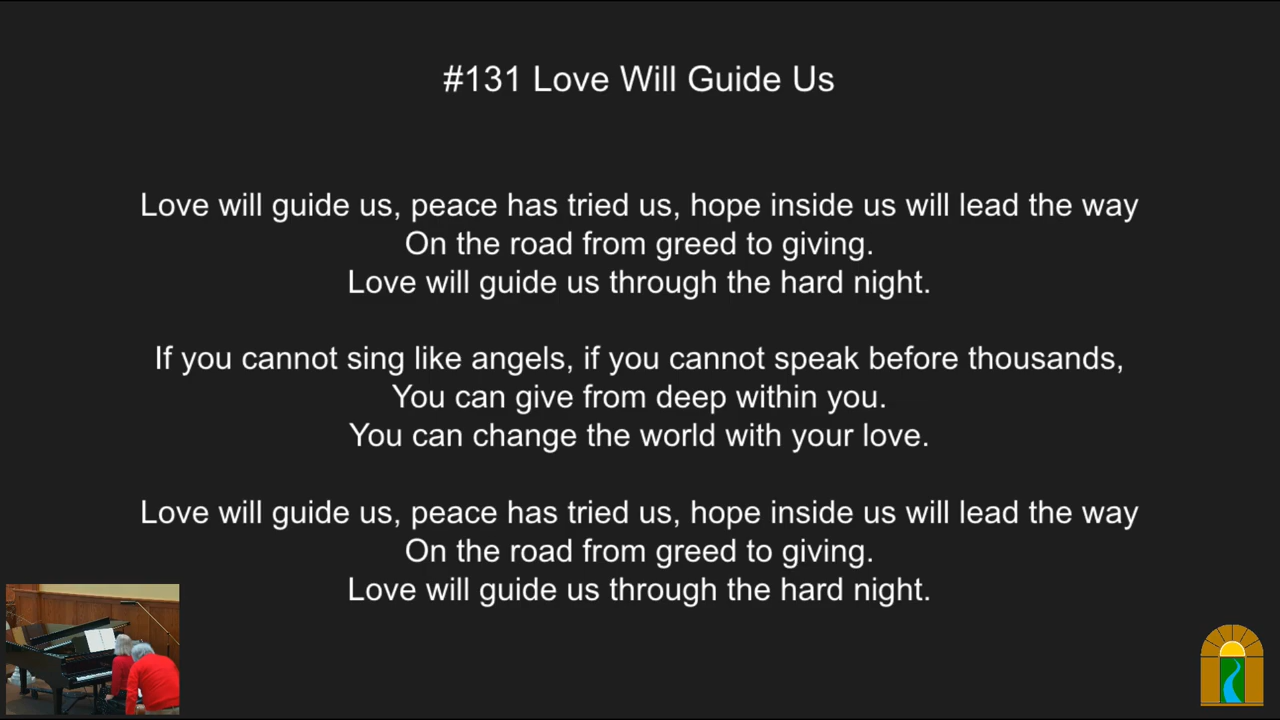 #131 Love Will Guide Us
Love will guide us, peace has tried us, hope inside us will lead the way
On the road from greed to giving.
Love will guide us through the hard night.
If you cannot sing like angels, if you cannot speak before thousands,
You can give from deep within you.
You can change the world with your love.
Love will guide us, peace has tried us, hope inside us will lead the way
On the road from greed to giving.
Love will guide us through the hard night.